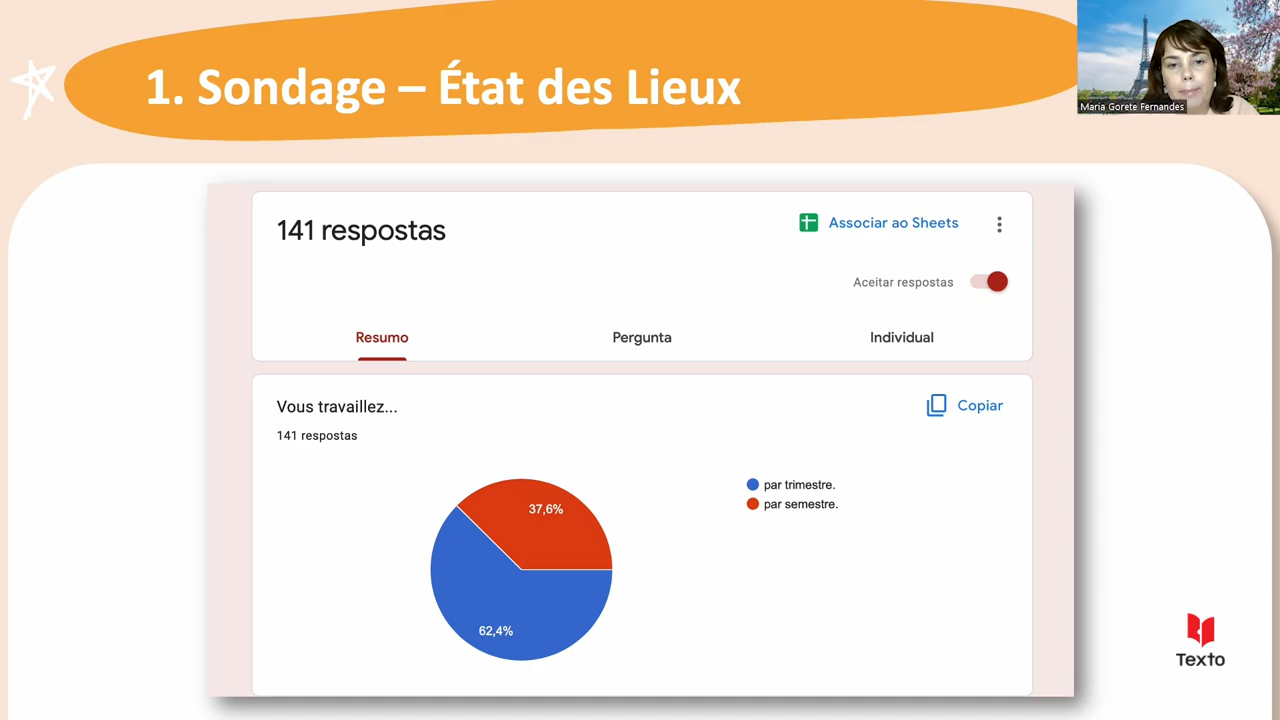 1. Sondage – État des Lieux
Maria Gorete Fernandes
141 respostas
Associar ao Sheets
Aceitar respostas
Resumo
Pergunta
Individual
Vous travaillez...
Copiar
141 respostas
par trimestre.
par semestre.
37,6%
62,4%
Texto